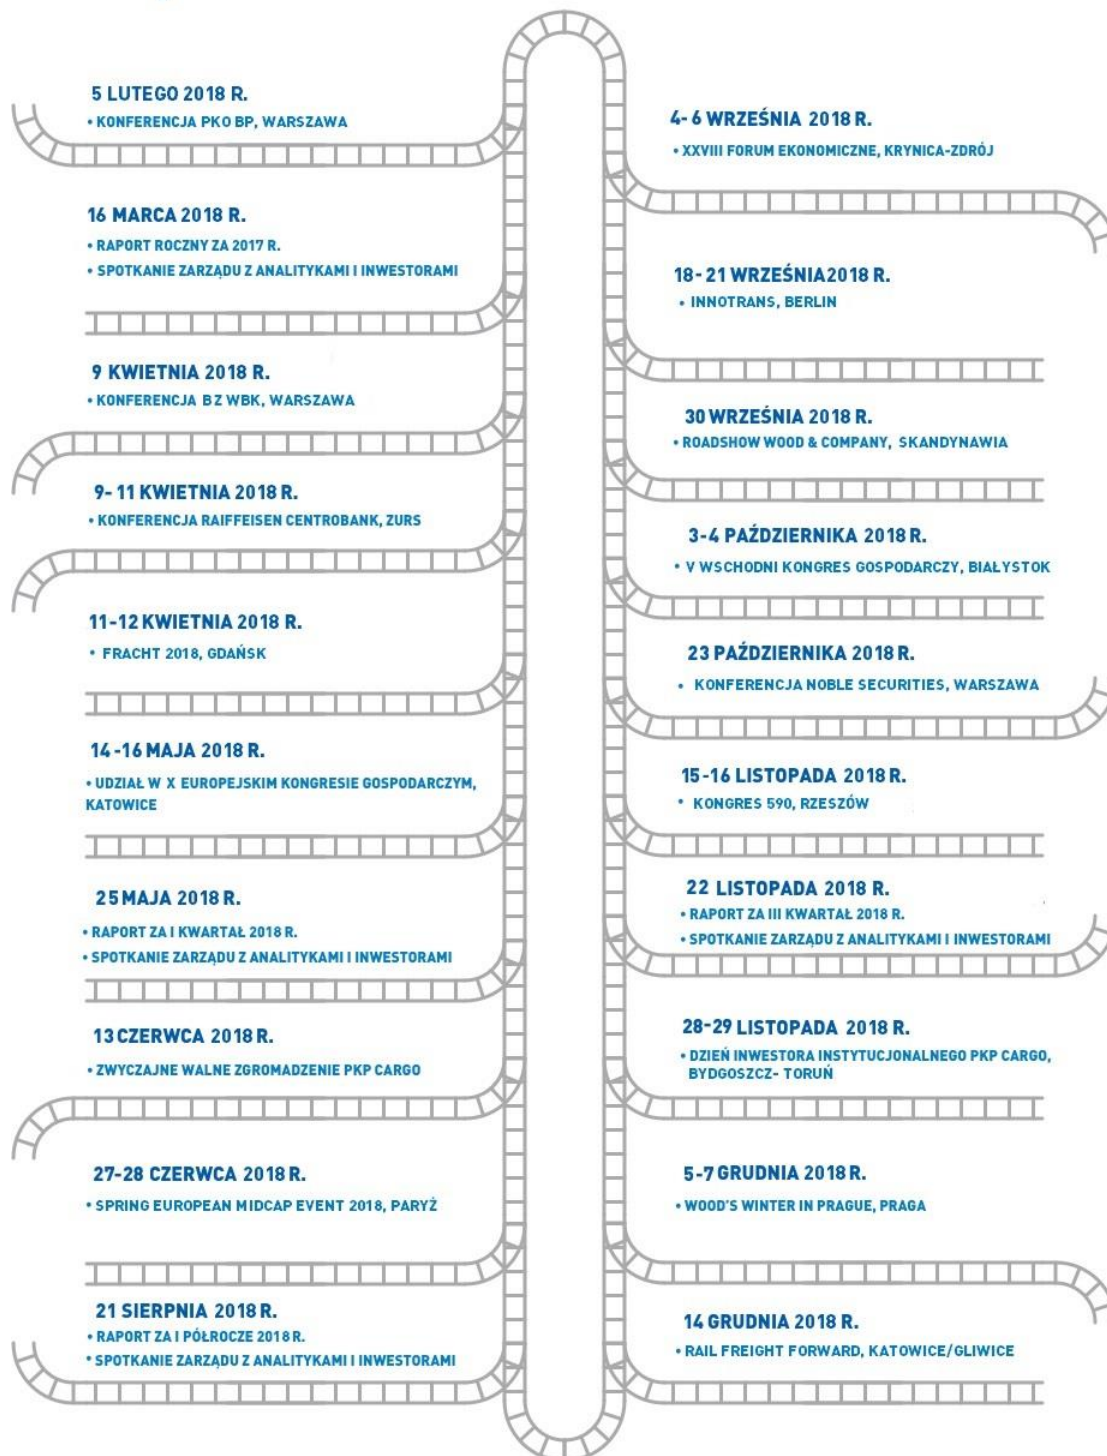 5 LUTEGO 2018 R.
• KONFERENCJA PKO BP, WARSZAWA
16 MARCA 2018 R.
• RAPORT ROCZNY ZA 2017 R.
• SPOTKANIE ZARZĄDU Z ANALITYKAMI I INWESTORAMI
9 KWIETNIA 2018 R.
• KONFERENCJA BZ WBK, WARSZAWA
9-11 KWIETNIA 2018 R.
• KONFERENCJA RAIFFEISEN CENTROBANK, ZURS
11-12 KWIETNIA 2018 R.
• FRACHT 2018, GDAŃSK
14-16 MAJA 2018 R.
• UDZIAŁ W X EUROPEJSKIM KONGRESIE GOSPODARCZYM,
KATOWICE
25 MAJA 2018 R.
• RAPORT ZA I KWARTAŁ 2018 R.
• SPOTKANIE ZARZĄDU Z ANALITYKAMI I INWESTORAMI
13 CZERWCA 2018 R.
• ZWYCZAJNE WALNE ZGROMADZENIE PKP CARGO
27-28 CZERWCA 2018 R.
• SPRING EUROPEAN MIDCAP EVENT 2018, PARYŻ
21 SIERPNIA 2018 R.
• RAPORT ZA I PÓŁROCZE 2018 R.
• SPOTKANIE ZARZĄDU Z ANALITYKAMI I INWESTORAMI
4-6 WRZEŚNIA 2018 R.
• XXVIII FORUM EKONOMICZNE, KRYNICA-ZDRÓJ
18-21 WRZEŚNIA 2018 R.
• INNOTRANS, BERLIN
30 WRZEŚNIA 2018 R.
• ROADSHOW WOOD & COMPANY, SKANDYNAWIA
3-4 PAŹDZIERNIKA 2018 R.
• V WSCHODNI KONGRES GOSPODARCZY, BIAŁYSTOK
23 PAŹDZIERNIKA 2018 R.
• KONFERENCJA NOBLE SECURITIES, WARSZAWA
15-16 LISTOPADA 2018 R.
• KONGRES 590, RZESZÓW
22 LISTOPADA 2018 R.
• RAPORT ZA III KWARTAŁ 2018 R.
• SPOTKANIE ZARZĄDU Z ANALITYKAMI I INWESTORAMI
28-29 LISTOPADA 2018 R.
• DZIEŃ INWESTORA INSTYTUCJONALNEGO PKP CARGO,
BYDGOSZCZ- TORUŃ
5-7 GRUDNIA 2018 R.
• WOOD'S WINTER IN PRAGUE, PRAGA
14 GRUDNIA 2018 R.
• RAIL FREIGHT FORWARD, KATOWICE/GLIWICE